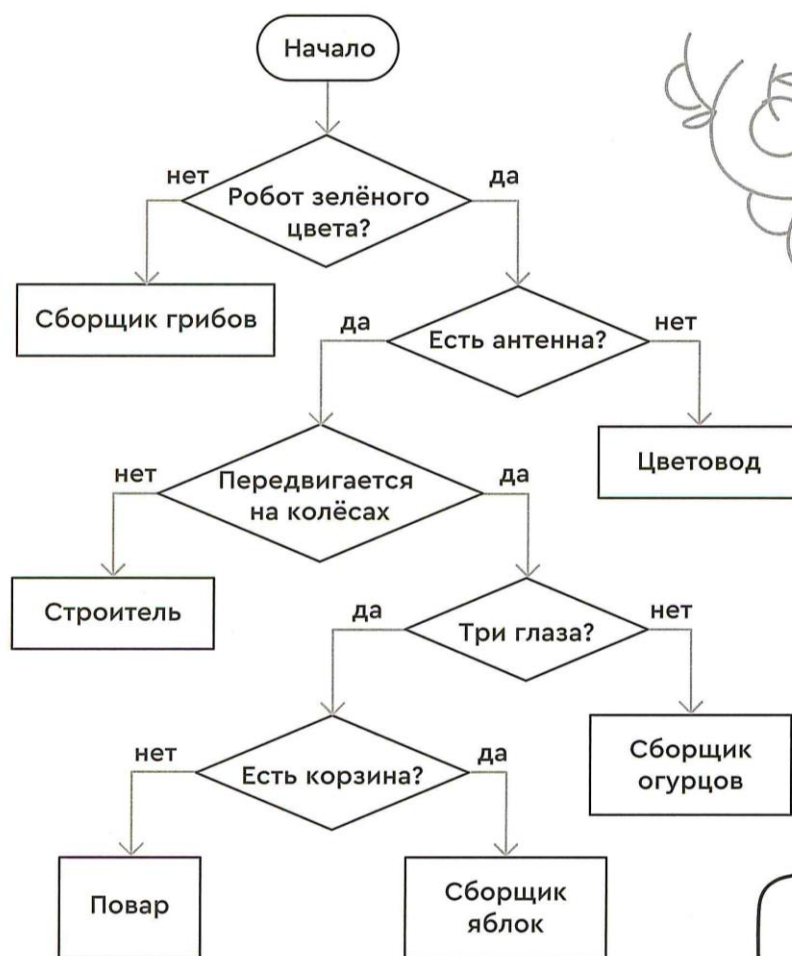 Начало
нет
да
Робот зелёного
цвета?
Сборщик грибов
да
Есть антенна?
нет
Цветовод
нет
Передвигается
на колёсах
да
Строитель
да
Три глаза?
нет
Сборщик
огурцов
нет
Есть корзина?
да
Повар
Сборщик
яблок